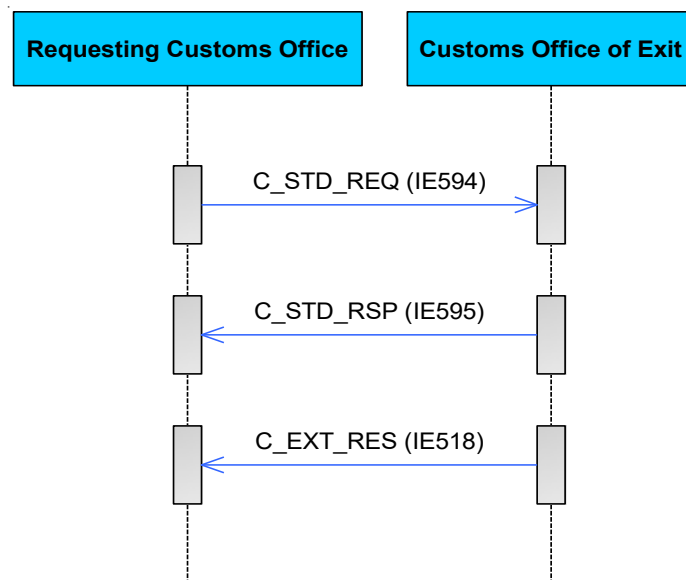 Requesting Customs Office
Customs Office of Exit
C_STD_REQ (IE594)
C_STD_RSP (IE595)
C_EXT_RES (IE518)